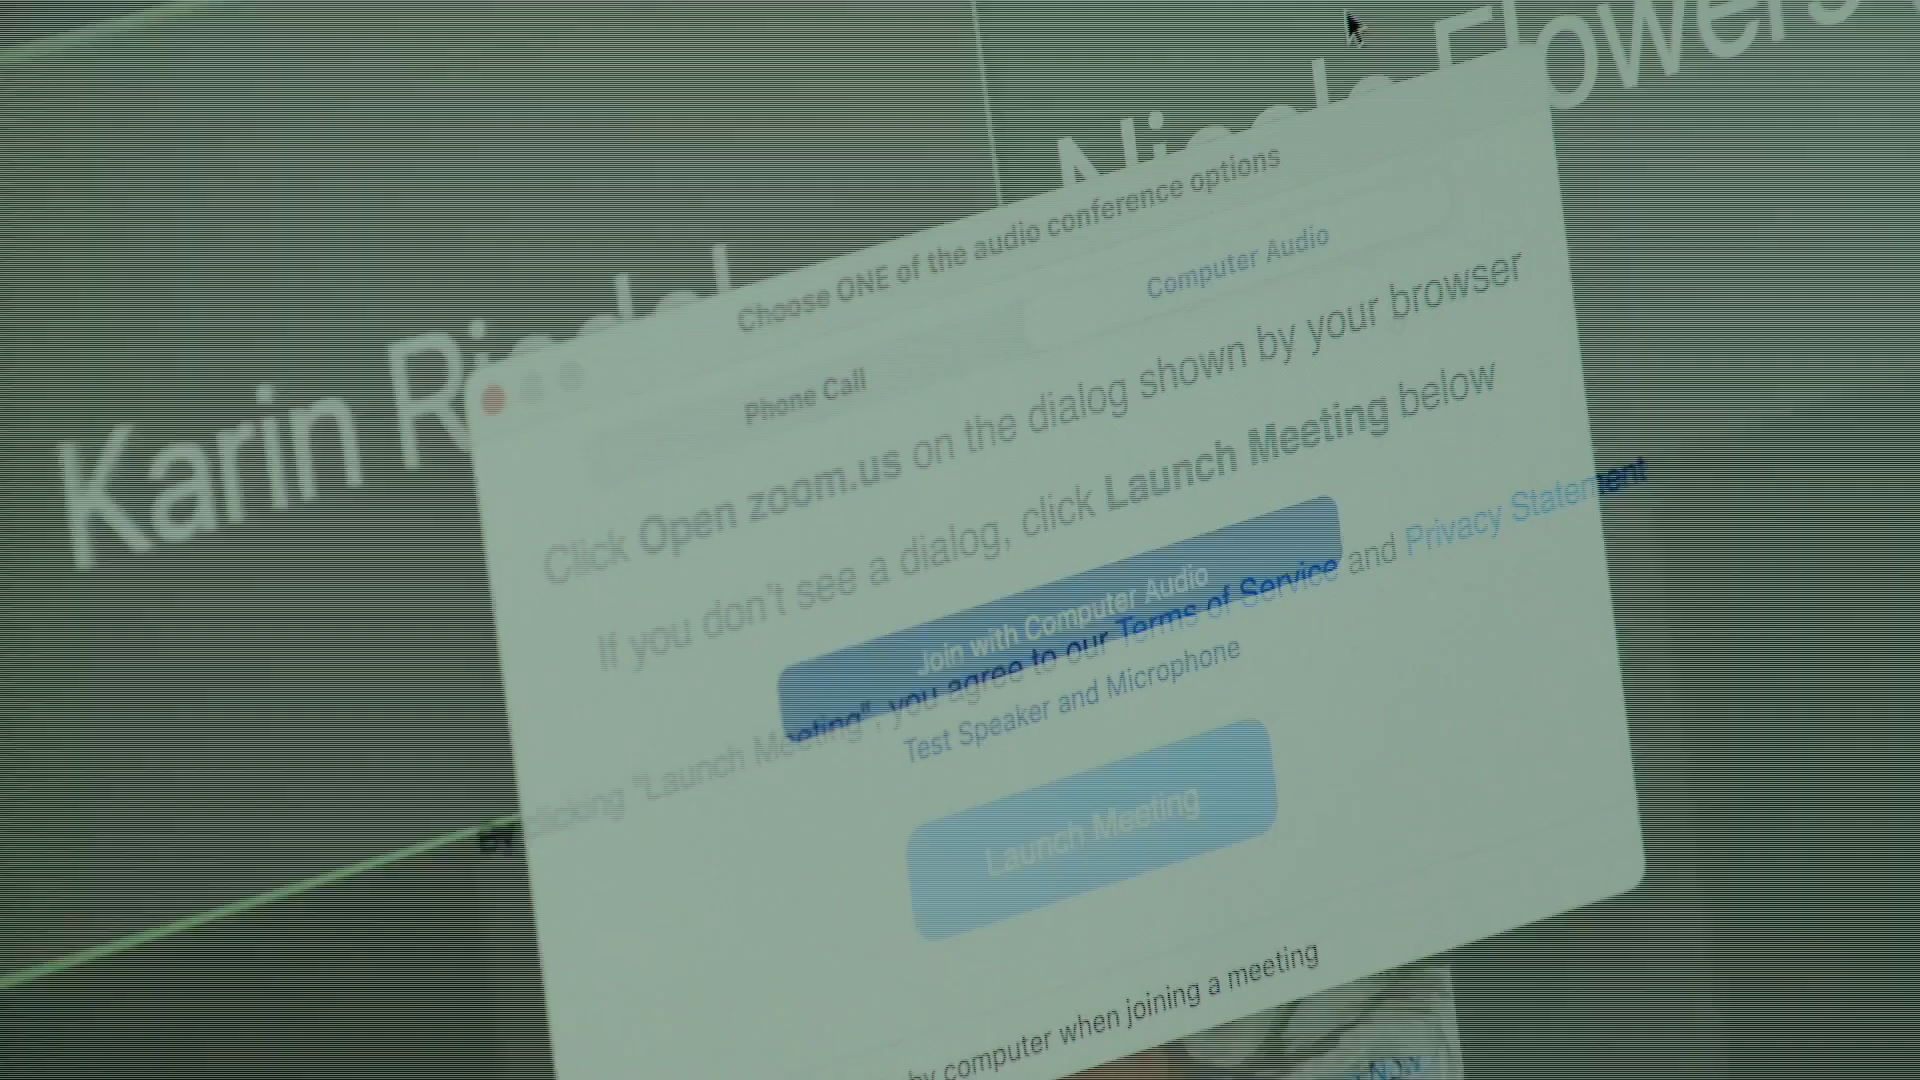 Karin
Flowers
Choose ONE of the audio conference options
Phone Call
Computer Audio
Click Open zoom.us on the dialog shown by your browser
If you don't see a dialog, click Launch Meeting below
Join with Computer Audio
By clicking "Launch Meeting", you agree to our Terms of Service and Privacy Statement
Test Speaker and Microphone
Launch Meeting
by computer when joining a meeting
Now